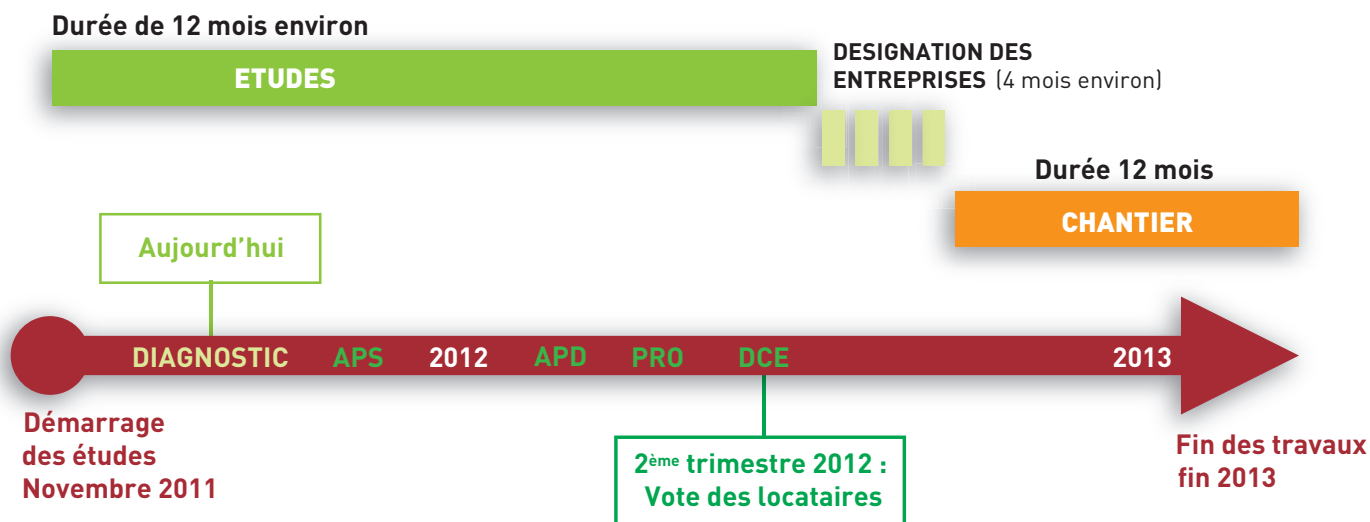 Durée de 12 mois environ
ETUDES
DESIGNATION DES
ENTREPRISES (4 mois environ)
Durée 12 mois
CHANTIER
Aujourd'hui
DIAGNOSTIC APS 2012 APD PRO DCE 2013
Démarrage
des études
Novembre 2011
2ème trimestre 2012 :
Vote des locataires
Fin des travaux
fin 2013